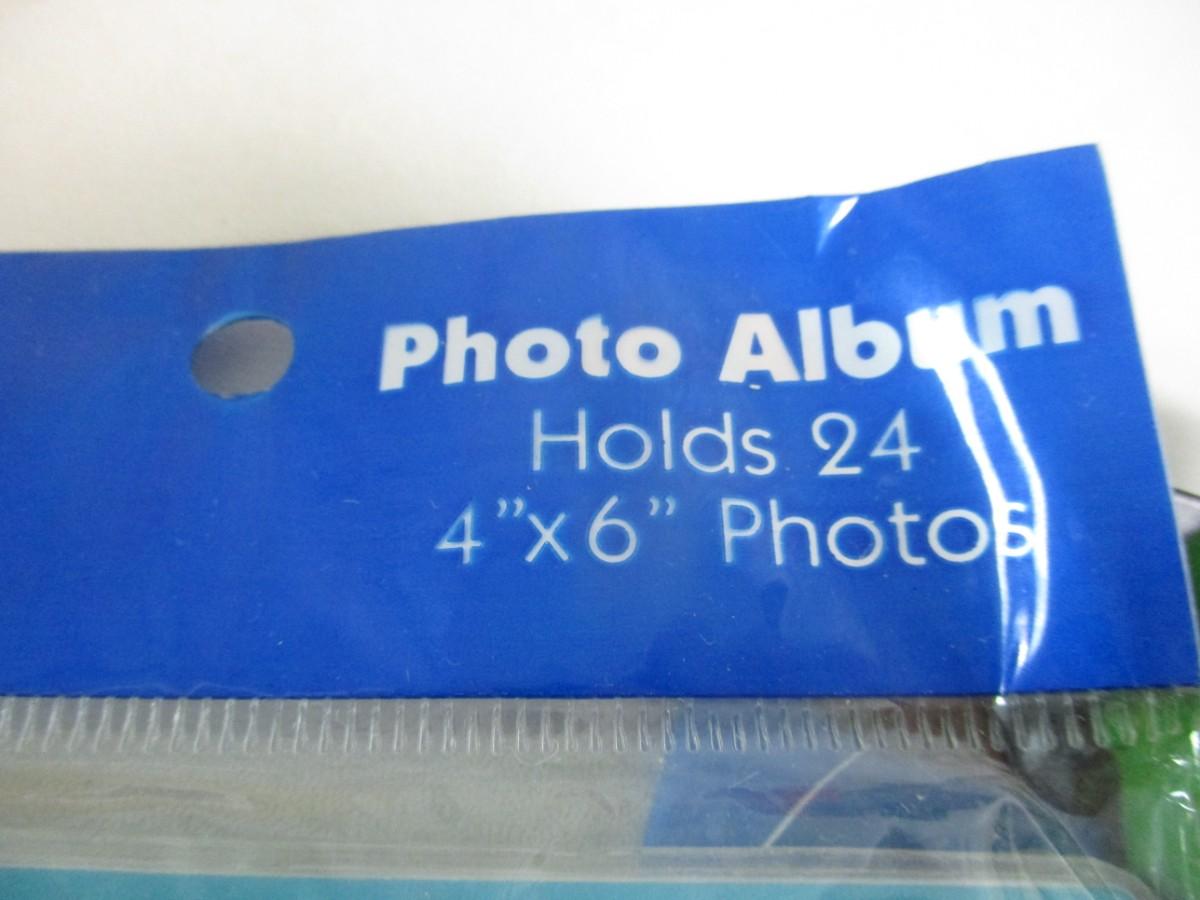 Photo Album
Holds 24
4”x6” Photos